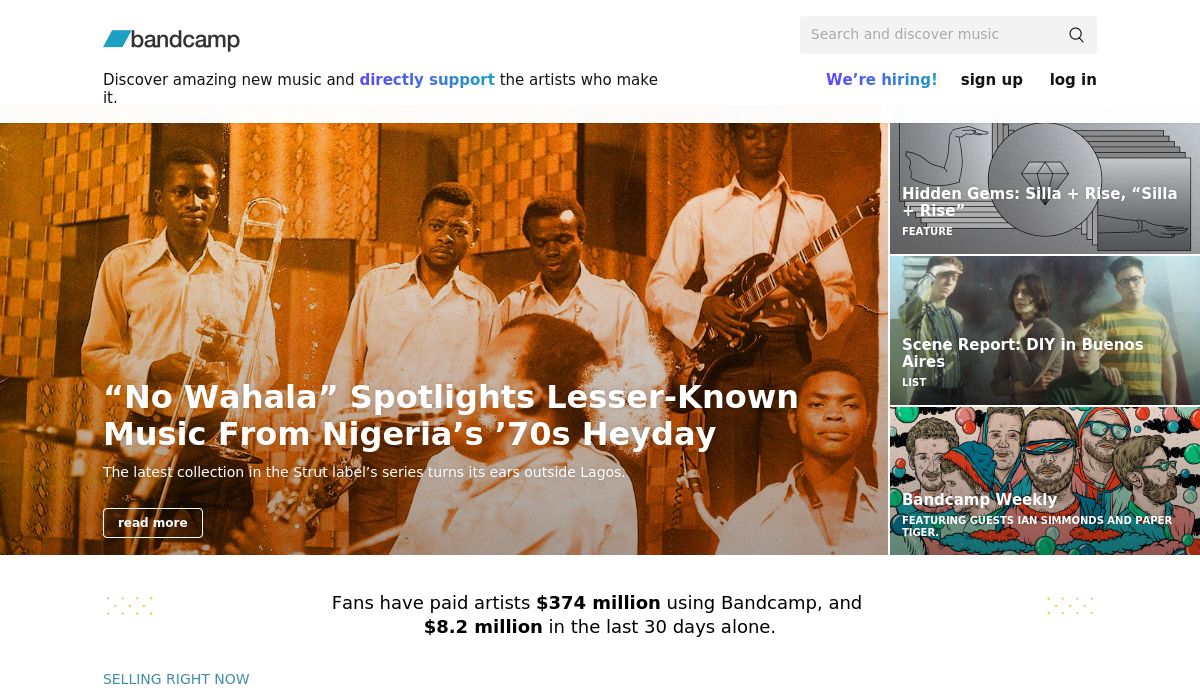 bandcamp
Search and discover music
Discover amazing new music and directly support the artists who make
it.
We’re hiring!
sign up
log in
“No Wahala” Spotlights Lesser-Known
Music From Nigeria’s ’70s Heyday
The latest collection in the Strut label’s series turns its ears outside Lagos.
read more
Hidden Gems: Silla + Rise, “Silla
+ Rise”
FEATURE
Scene Report: DIY in Buenos
Aires
LIST
Bandcamp Weekly
FEATURING GUESTS IAN SIMMONDS AND PAPER
TIGER.
Fans have paid artists $374 million using Bandcamp, and
$8.2 million in the last 30 days alone.
SELLING RIGHT NOW